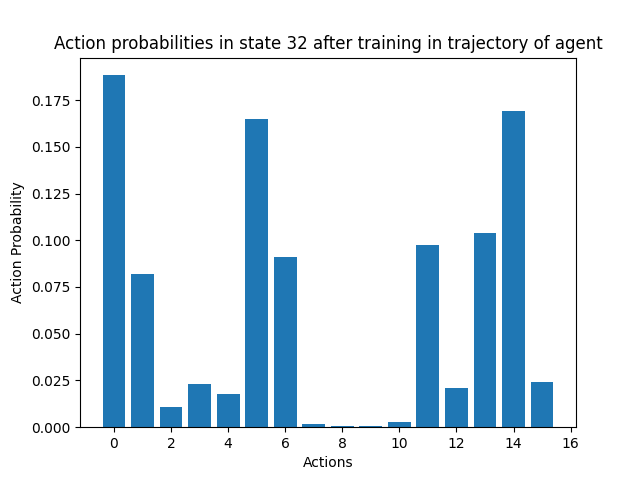 Action probabilities in state 32 after training in trajectory of agent
0.175
0.150
0.125
0.100
0.075
0.050
0.025
0.000
Action Probability
0 2 4 6 8 10 12 14 16
Actions